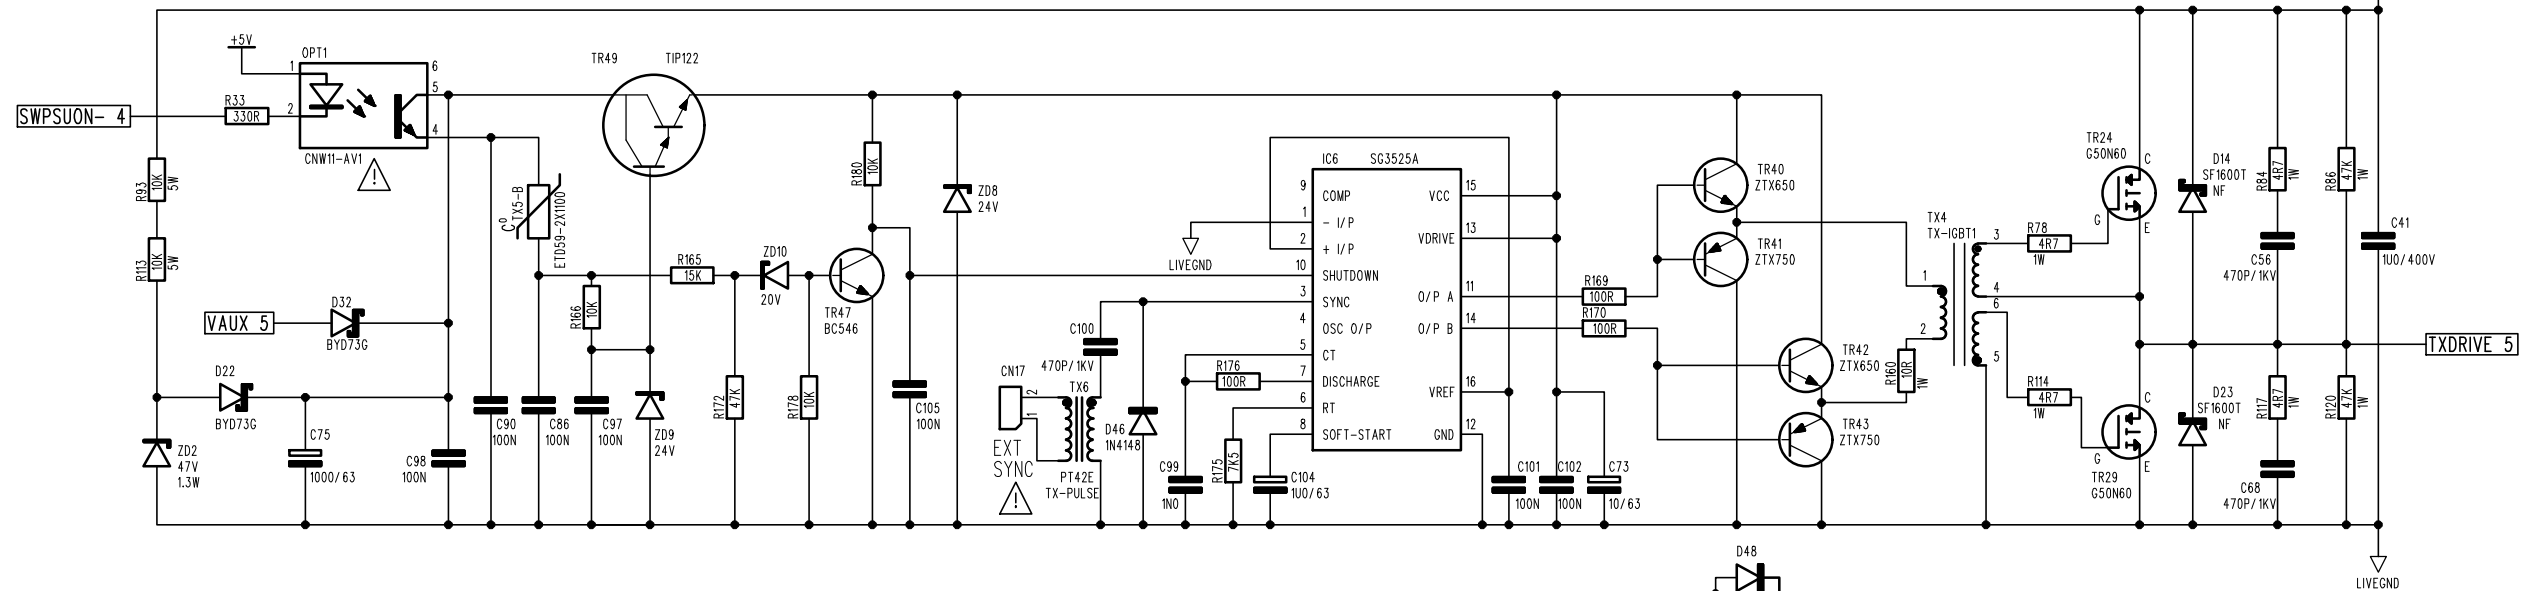 +5V
OPT1
1
2
6
5
4
SWPSUON- 4
R33
330R
CNW11-AV1
!
R93
10K
5W
R113
10K
5W
VAUX 5
D32
BYD73G
D22
BYD73G
ZD2
47V
1.3W
C75
1000/63
C98
100N
C90
100N
C86
100N
C97
100N
TX5-B
ETD59-2X1100
TR49
TIP122
R166
10K
R165
15K
ZD9
24V
R172
47K
ZD10
20V
R178
10K
TR47
BC546
R180
10K
C105
100N
ZD8
24V
CN17
2
1
EXT
SYNC
!
TX6
PT42E
TX-PULSE
C100
470P/1KV
D46
1N4148
LIVEGND
C99
1N0
R176
100R
R175
7K5
C104
1U0/63
IC6
SG3525A
9
COMP
1
- I/P
2
+ I/P
10
SHUTDOWN
3
SYNC
4
OSC O/P
5
CT
7
DISCHARGE
6
RT
8
SOFT-START
VCC
15
VDRIVE
13
O/P A
11
O/P B
14
VREF
16
GND
12
C101
100N
C102
100N
C73
10/63
R169
100R
R170
100R
TR40
ZTX650
TR41
ZTX750
TR42
ZTX650
TR43
ZTX750
R160
10R
1W
TX4
TX-IGBT1
1
2
3
4
6
5
R78
4R7
1W
R114
4R7
1W
TR24
G50N60
C
G
E
TR29
G50N60
C
G
E
D14
SF1600T
NF
D23
SF1600T
NF
R84
4R7
1W
C56
470P/1KV
R117
4R7
1W
C68
470P/1KV
R86
47K
1W
R120
47K
1W
C41
1U0/400V
TXDRIVE 5
LIVEGND
D48